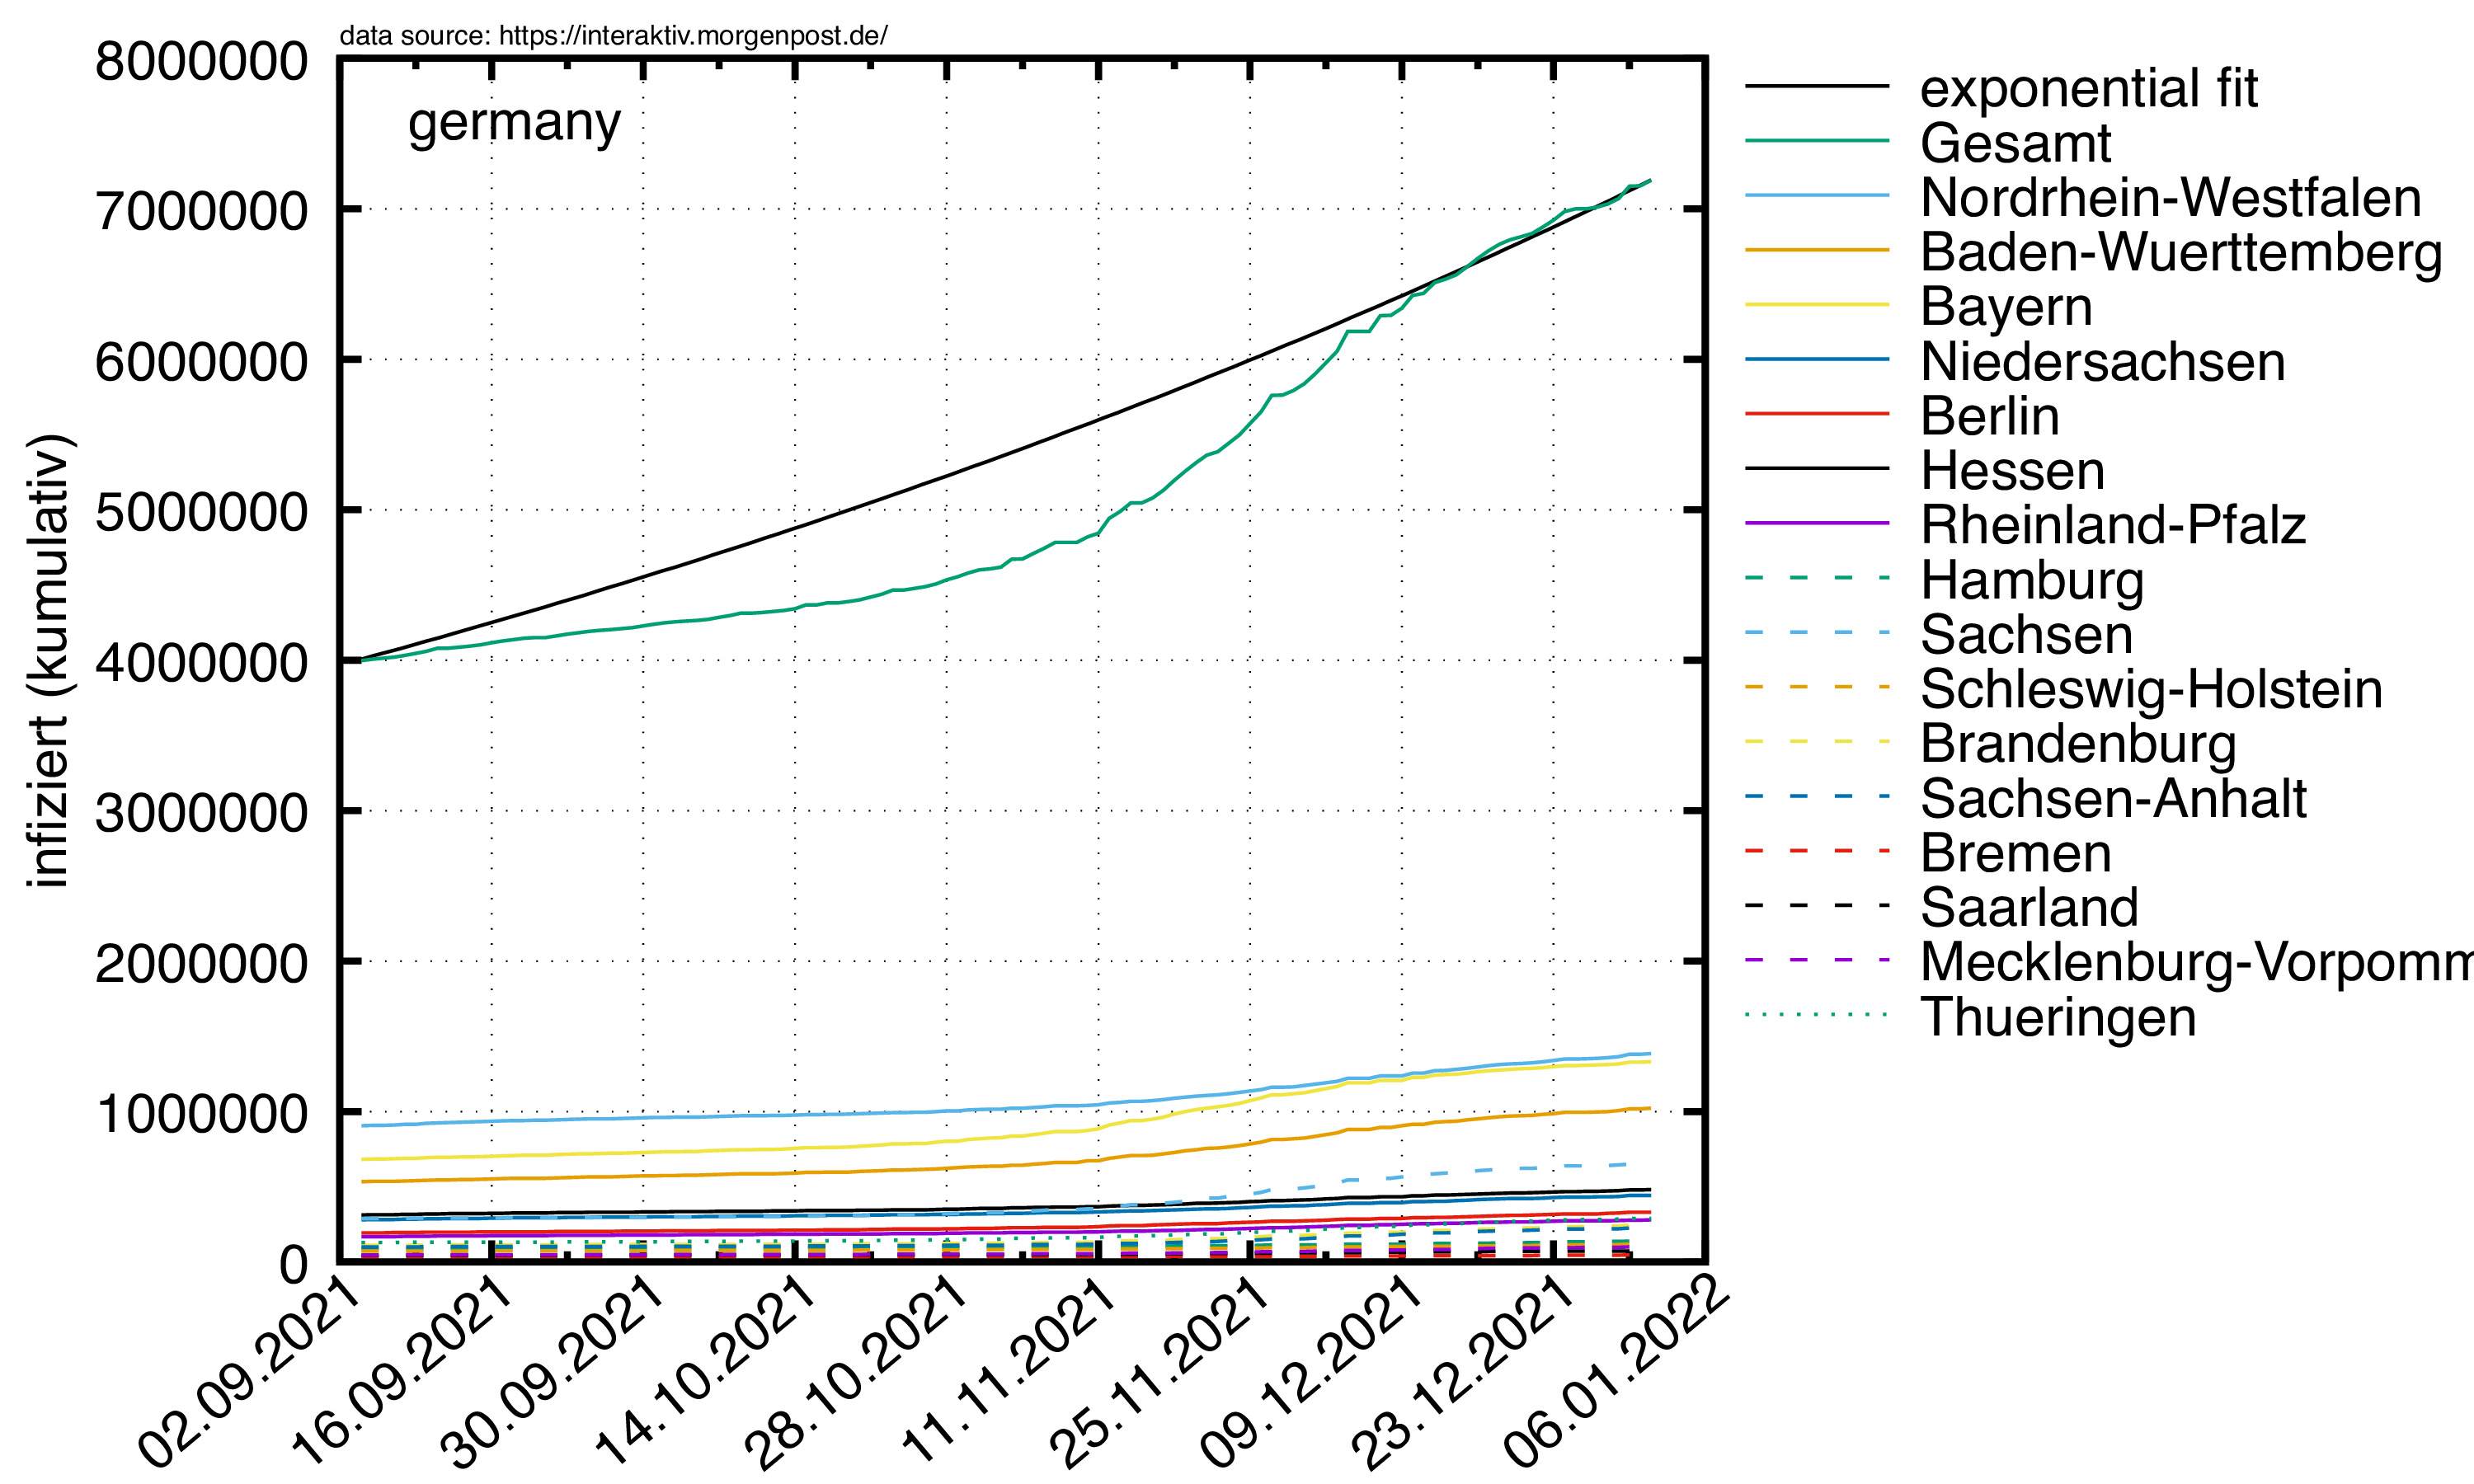 data source: https://interaktiv.morgenpost.de/
germany
infiziert (kumulativ)
8000000
7000000
6000000
5000000
4000000
3000000
2000000
1000000
0
02.09.2021
16.09.2021
30.09.2021
14.10.2021
28.10.2021
11.11.2021
25.11.2021
09.12.2021
23.12.2021
06.01.2022
exponential fit
Gesamt
Nordrhein-Westfalen
Baden-Wuerttemberg
Bayern
Niedersachsen
Berlin
Hessen
Rheinland-Pfalz
Hamburg
Sachsen
Schleswig-Holstein
Brandenburg
Sachsen-Anhalt
Bremen
Saarland
Mecklenburg-Vorpomm
Thueringen